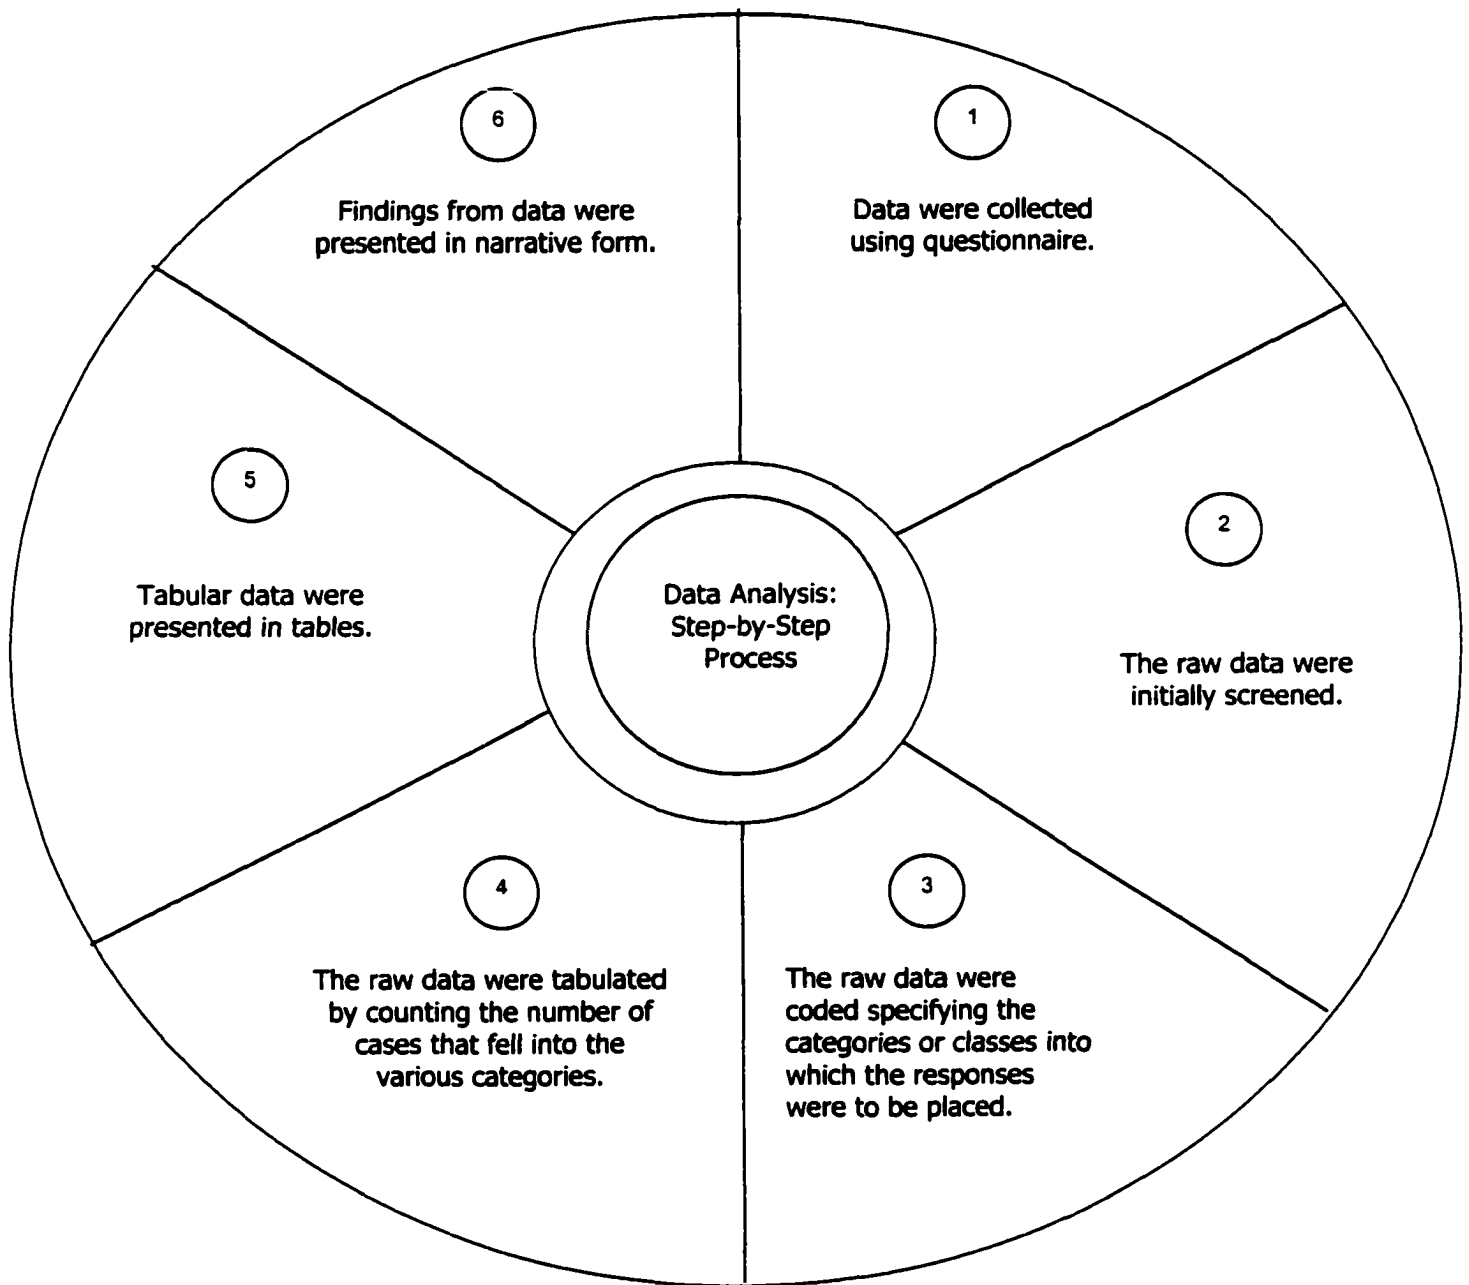 6
Findings from data were
presented in narrative form.
1
Data were collected
using questionnaire.
5
Tabular data were
presented in tables.
Data Analysis:
Step-by-Step
Process
2
The raw data were
initially screened.
4
The raw data were tabulated
by counting the number of
cases that fell into the
various categories.
3
The raw data were
coded specifying the
categories or classes into
which the responses
were to be placed.